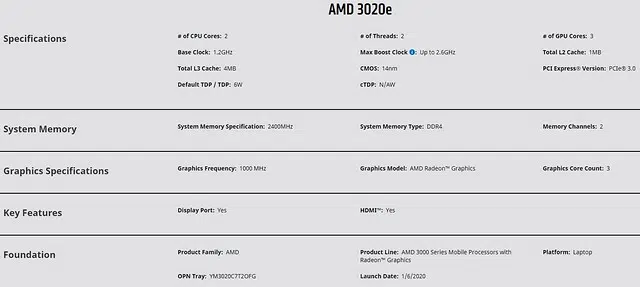 AMD 3020e
Specifications
# of CPU Cores: 2
# of Threads: 2
# of GPU Cores: 3
Base Clock: 1.2GHz
Max Boost Clock : Up to 2.6GHz
Total L2 Cache: 1MB
Total L3 Cache: 4MB
CMOS: 14nm
PCI Express® Version: PCIe® 3.0
Default TDP / TDP: 6W
cTDP: N/AW
System Memory
System Memory Specification: 2400MHz
System Memory Type: DDR4
Memory Channels: 2
Graphics Specifications
Graphics Frequency: 1000 MHz
Graphics Model: AMD Radeon™ Graphics
Graphics Core Count: 3
Key Features
Display Port: Yes
HDMI™: Yes
Foundation
Product Family: AMD
Product Line: AMD 3000 Series Mobile Processors with
Radeon™ Graphics
Platform: Laptop
OPN Tray: YM3020C7T2OFG
Launch Date: 1/6/2020